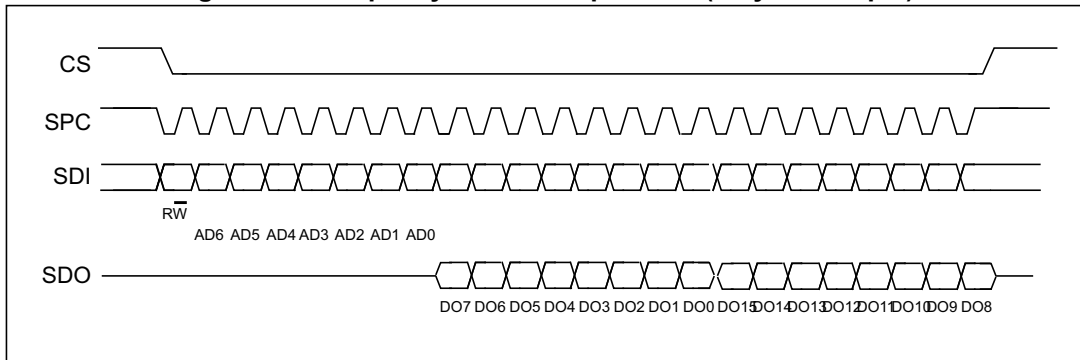 CS
SPC
SDI
RW
AD6 AD5 AD4 AD3 AD2 AD1 AD0
SDO
DO7 DO6 DO5 DO4 DO3 DO2 DO1 DO0 DO15 DO14 DO13 DO12 DO11 DO10 DO9 DO8